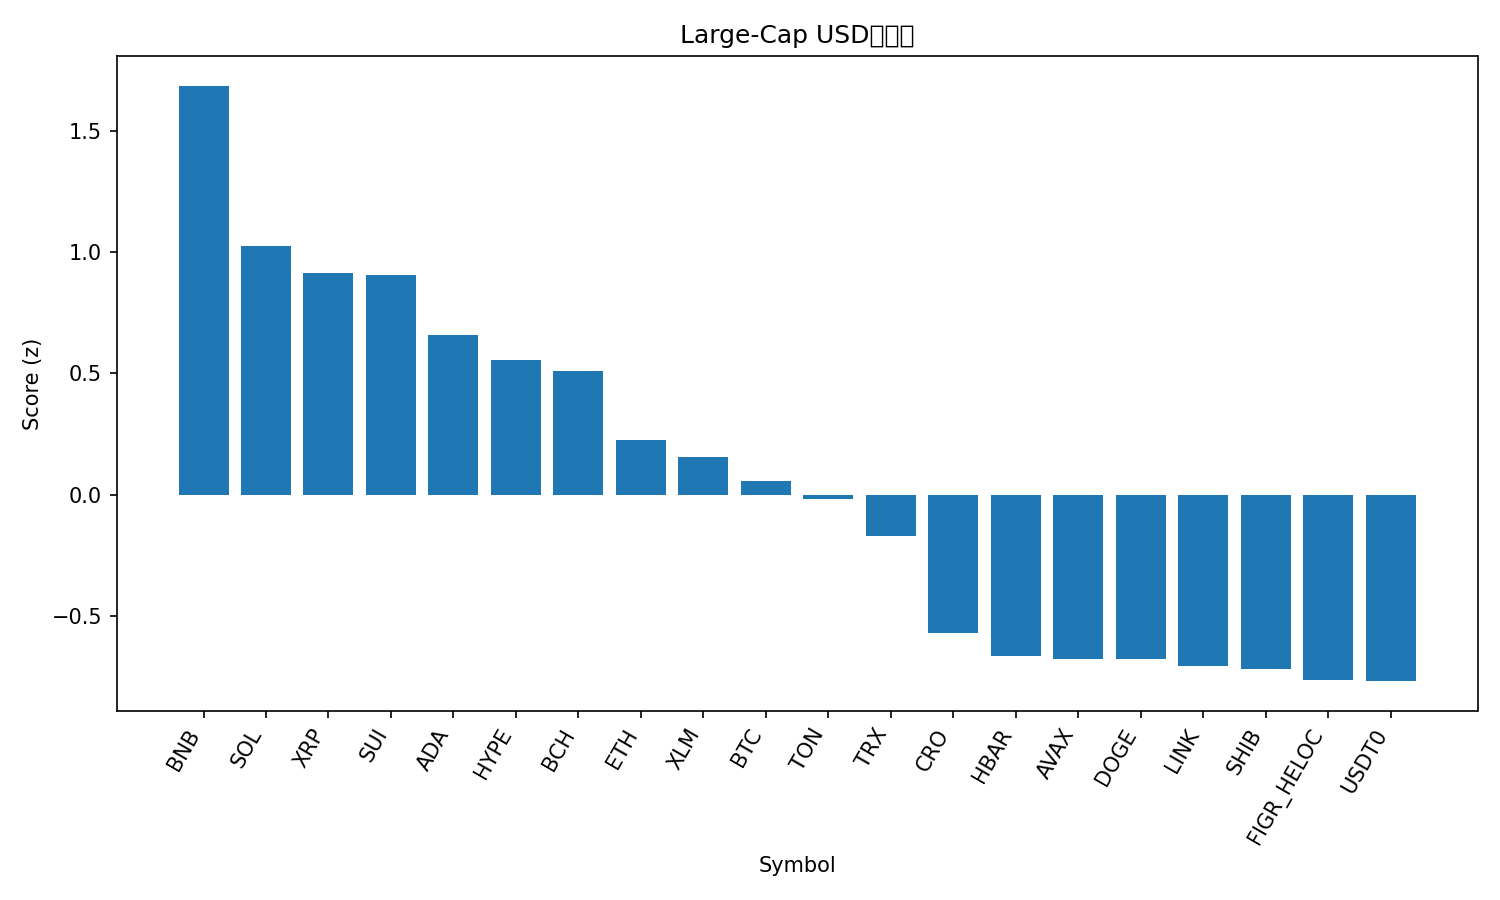 Large-Cap USD
Score (z)
1.5
1.0
0.5
0.0
−0.5
BNB
SOL
XRP
SUI
ADA
HYPE
BCH
ETH
XLM
BTC
TON
TRX
CRO
HBAR
AVAX
DOGE
LINK
SHIB
FIGR_HELOC
USDT0
Symbol